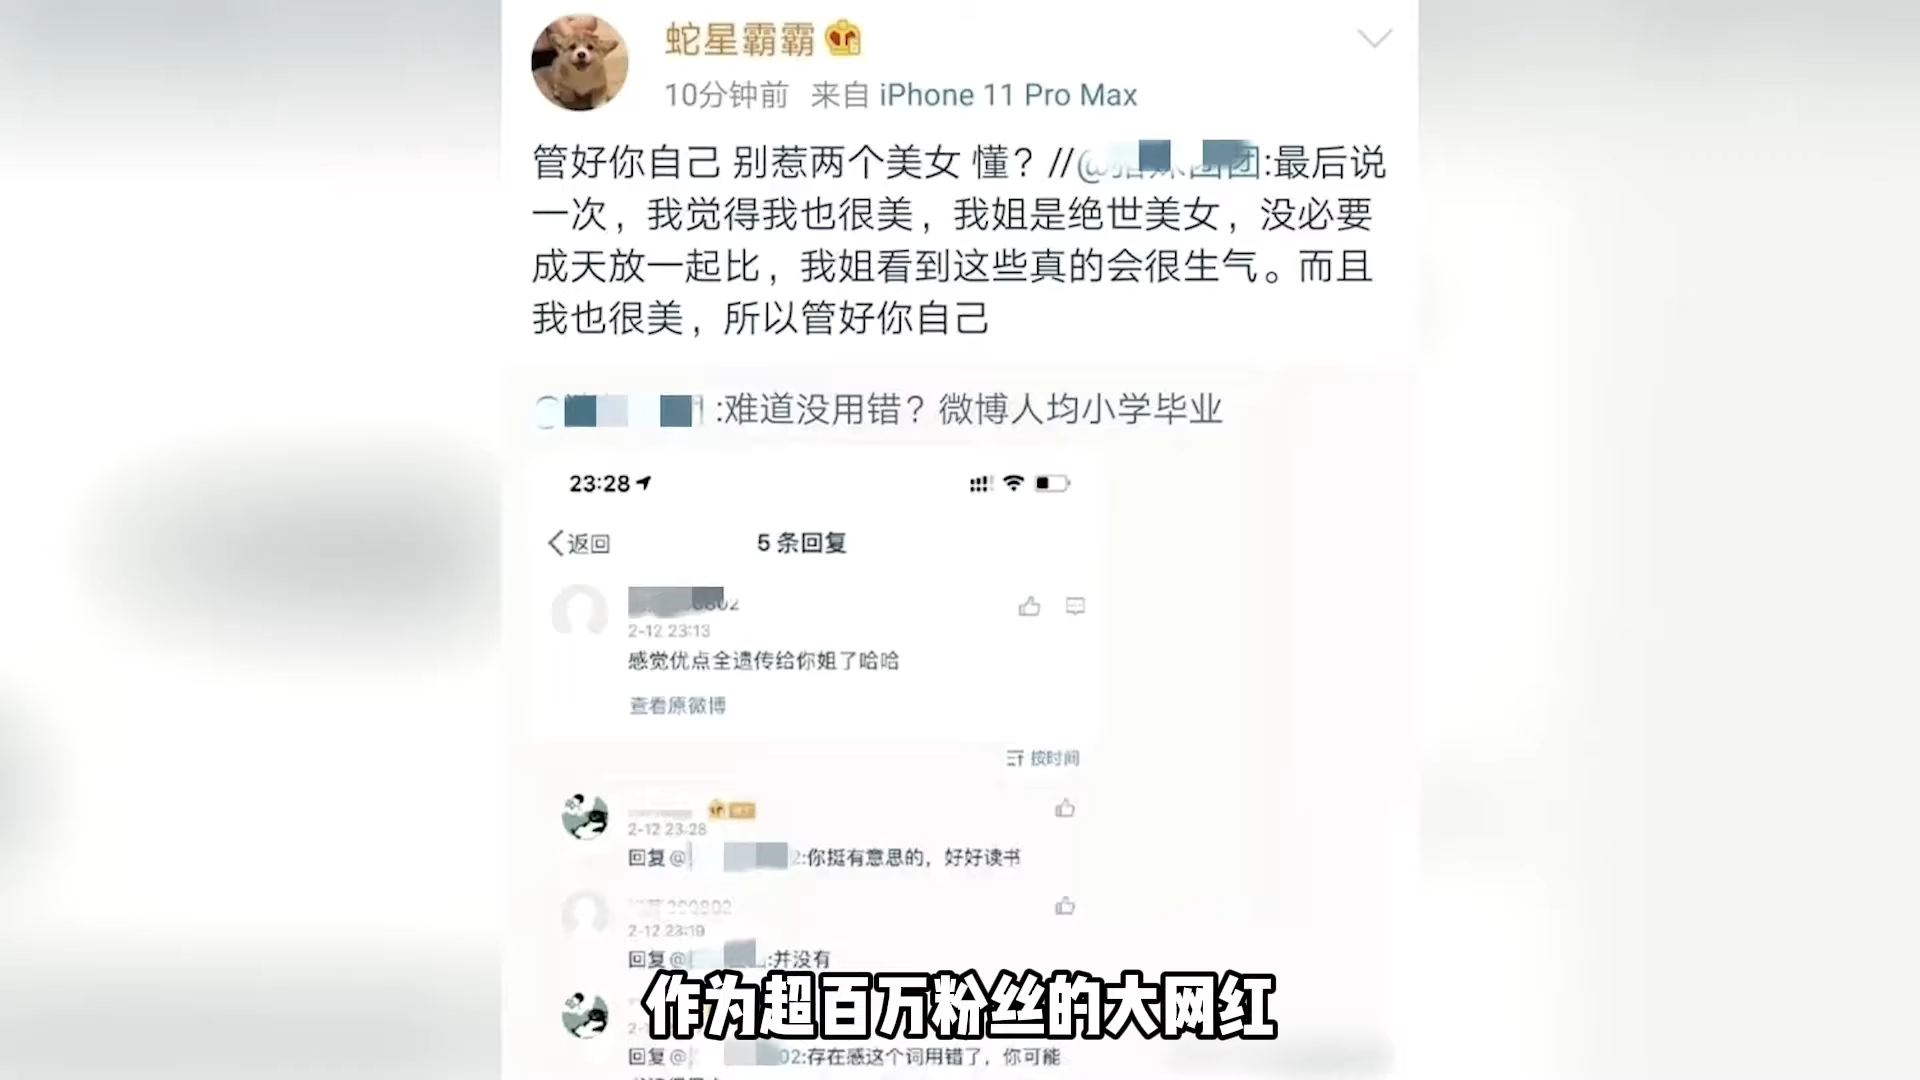 蛇星霸霸
10分钟前 来自 iPhone 11 Pro Max
管好你自己 别惹两个美女 懂？//@团团:最后说
一次，我觉得我也很美，我姐是绝世美女，没必要
成天放一起比，我姐看到这些真的会很生气。而且
我也很美，所以管好你自己
:难道没用错？微博人均小学毕业
23:28
返回
5 条回复
0802
2-12 23:13
感觉优点全遗传给你姐了哈哈
查看原微博
按时间
2-12 23:28
回复@ 2:你挺有意思的，好好读书
390802
2-12 23:19
回复@ :并没有
作为超百万粉丝的大网红
2-
回复@ 02:存在感这个词用错了，你可能